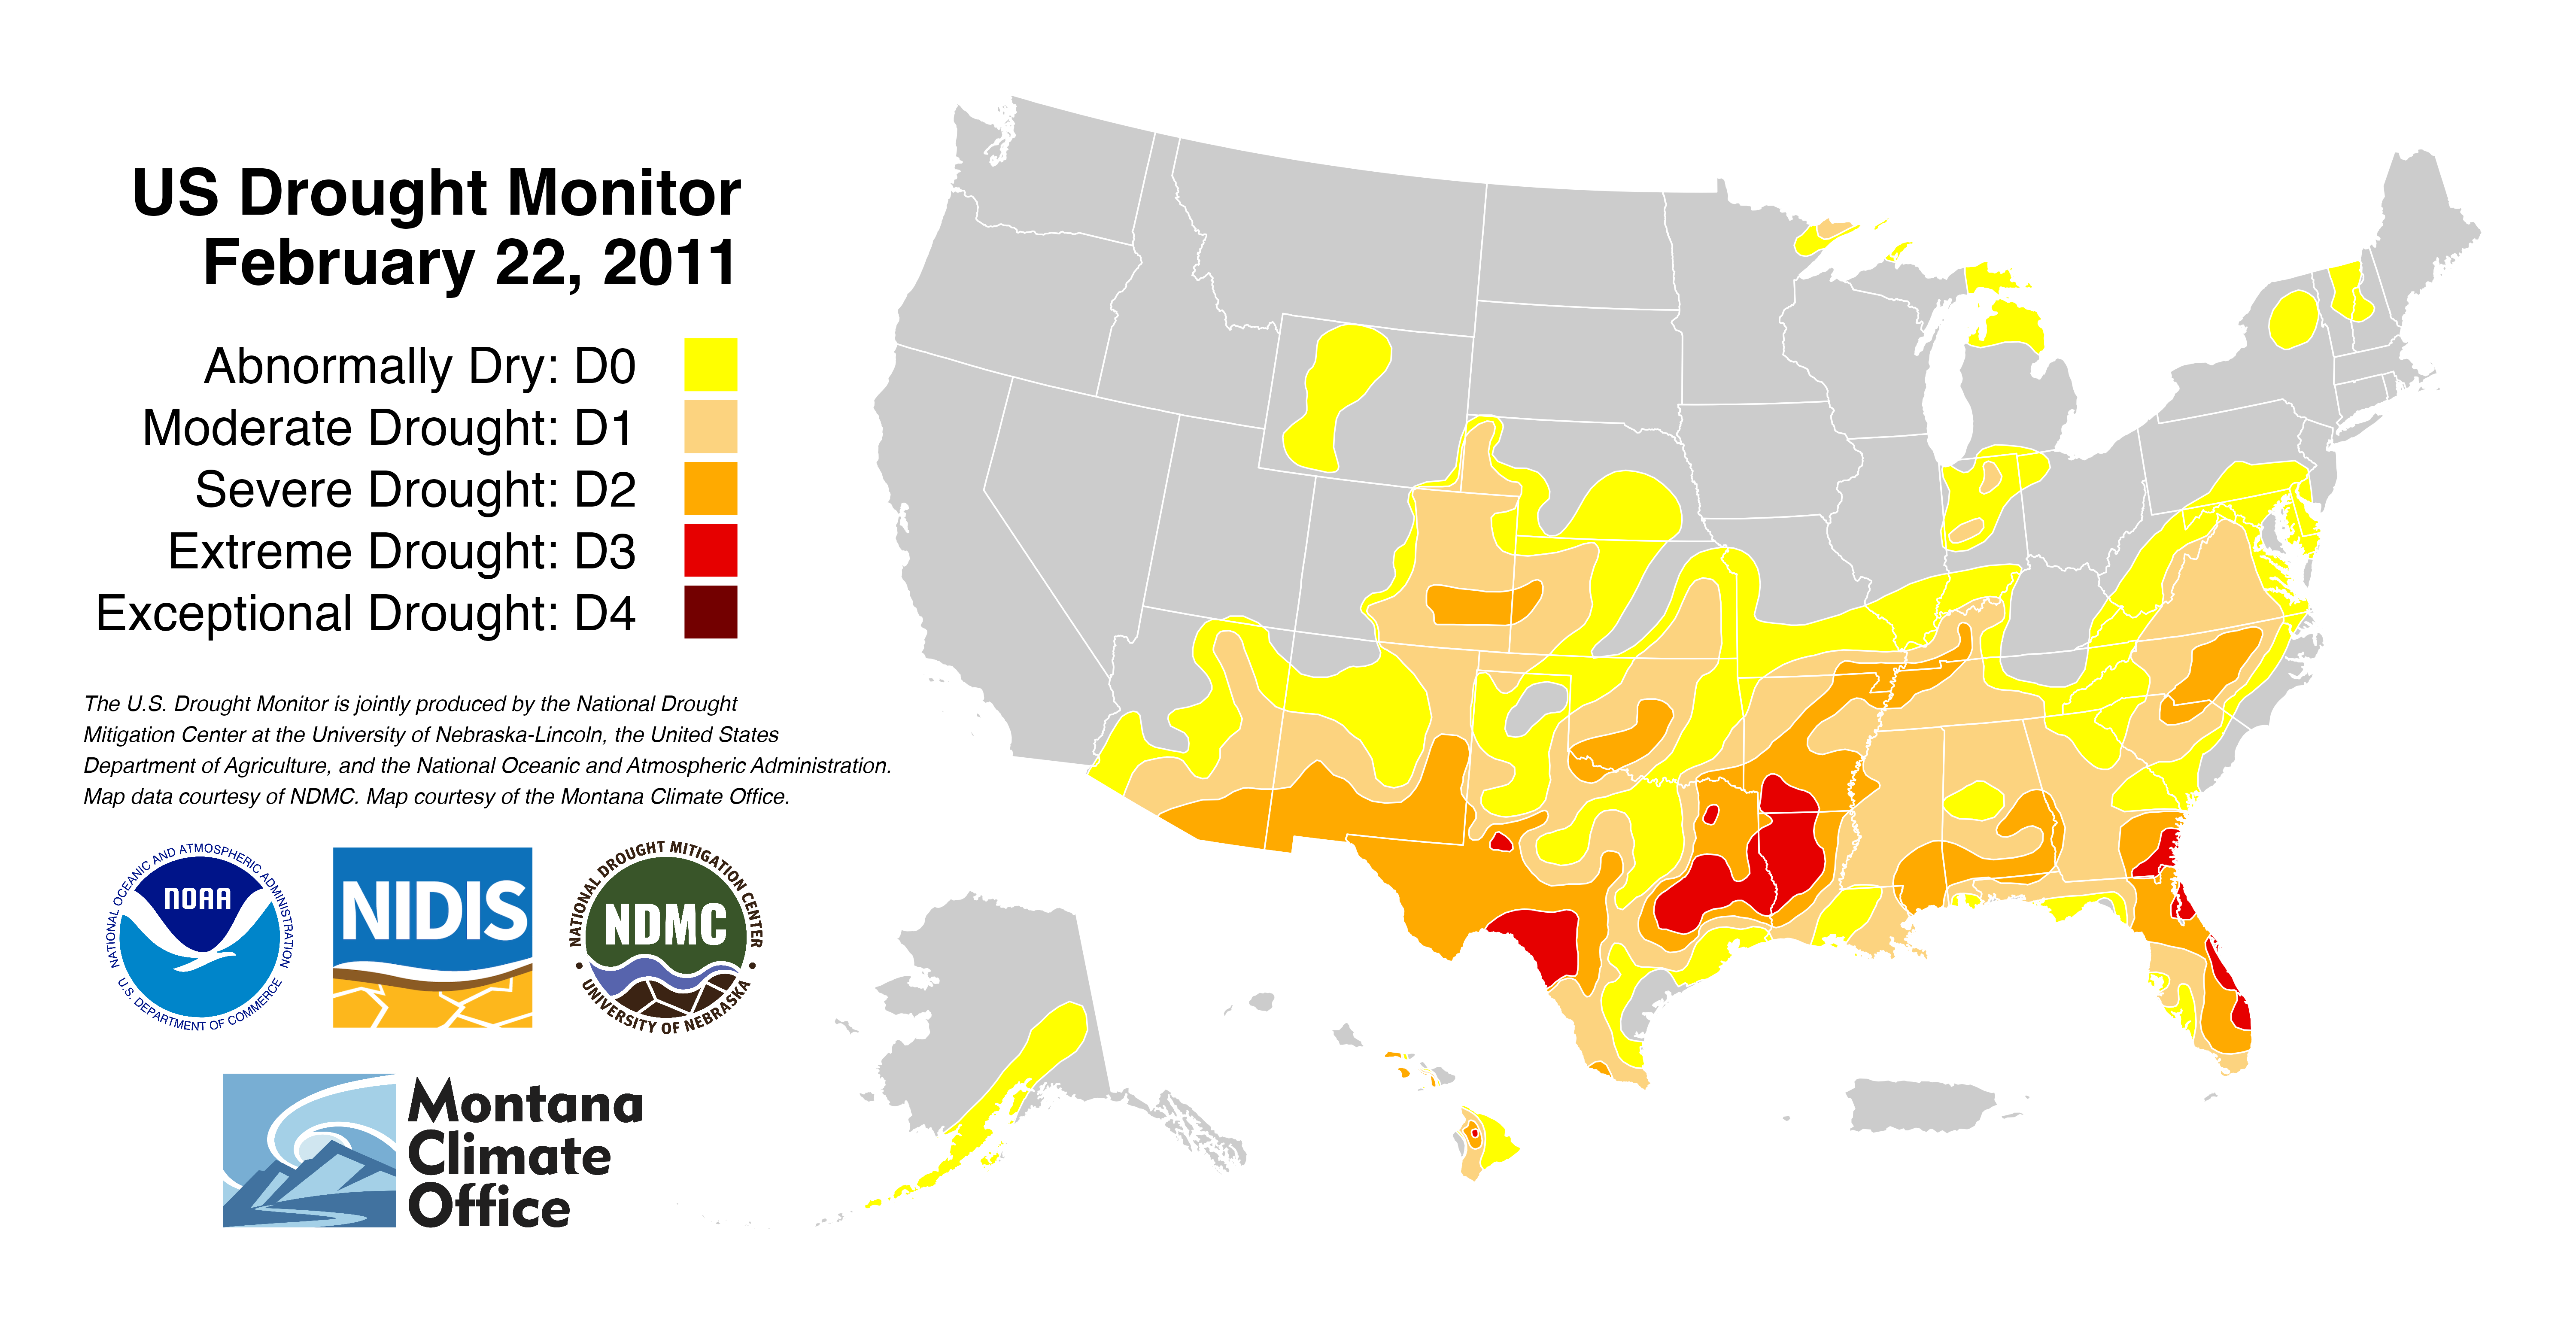 US Drought Monitor
February 22, 2011
Abnormally Dry: D0
Moderate Drought: D1
Severe Drought: D2
Extreme Drought: D3
Exceptional Drought: D4
The U.S. Drought Monitor is jointly produced by the National Drought
Mitigation Center at the University of Nebraska-Lincoln, the United States
Department of Agriculture, and the National Oceanic and Atmospheric Administration.
Map data courtesy of NDMC. Map courtesy of the Montana Climate Office.
NATIONAL OCEANIC AND ATMOSPHERIC ADMINISTRATION
NOAA
U.S. DEPARTMENT OF COMMERCE
NIDIS
NATIONAL DROUGHT MITIGATION CENTER
NDMC
UNIVERSITY OF NEBRASKA
Montana
Climate
Office